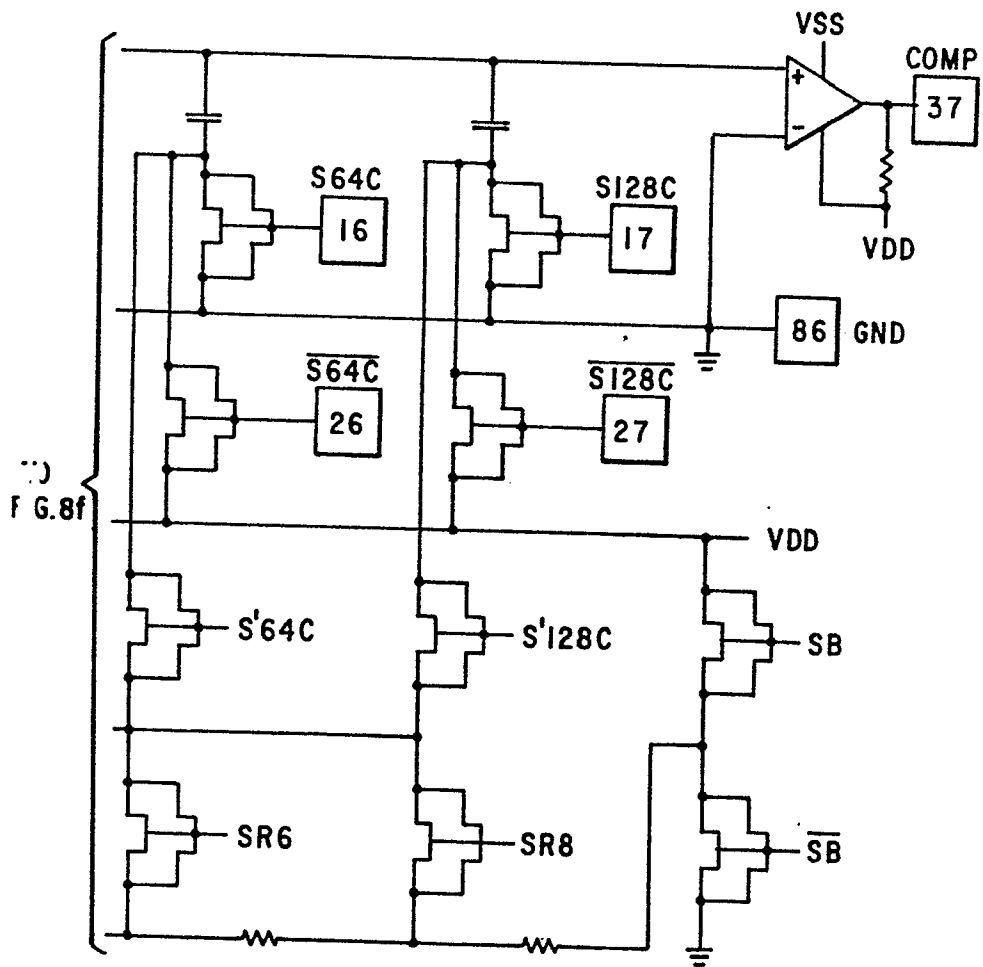 VSS
COMP
+
37
-
S64C
16
S128C
17
VDD
86 GND
S64C
26
S128C
27
F G.8f
VDD
S'64C
S'128C
SB
SR6
SR8
SB